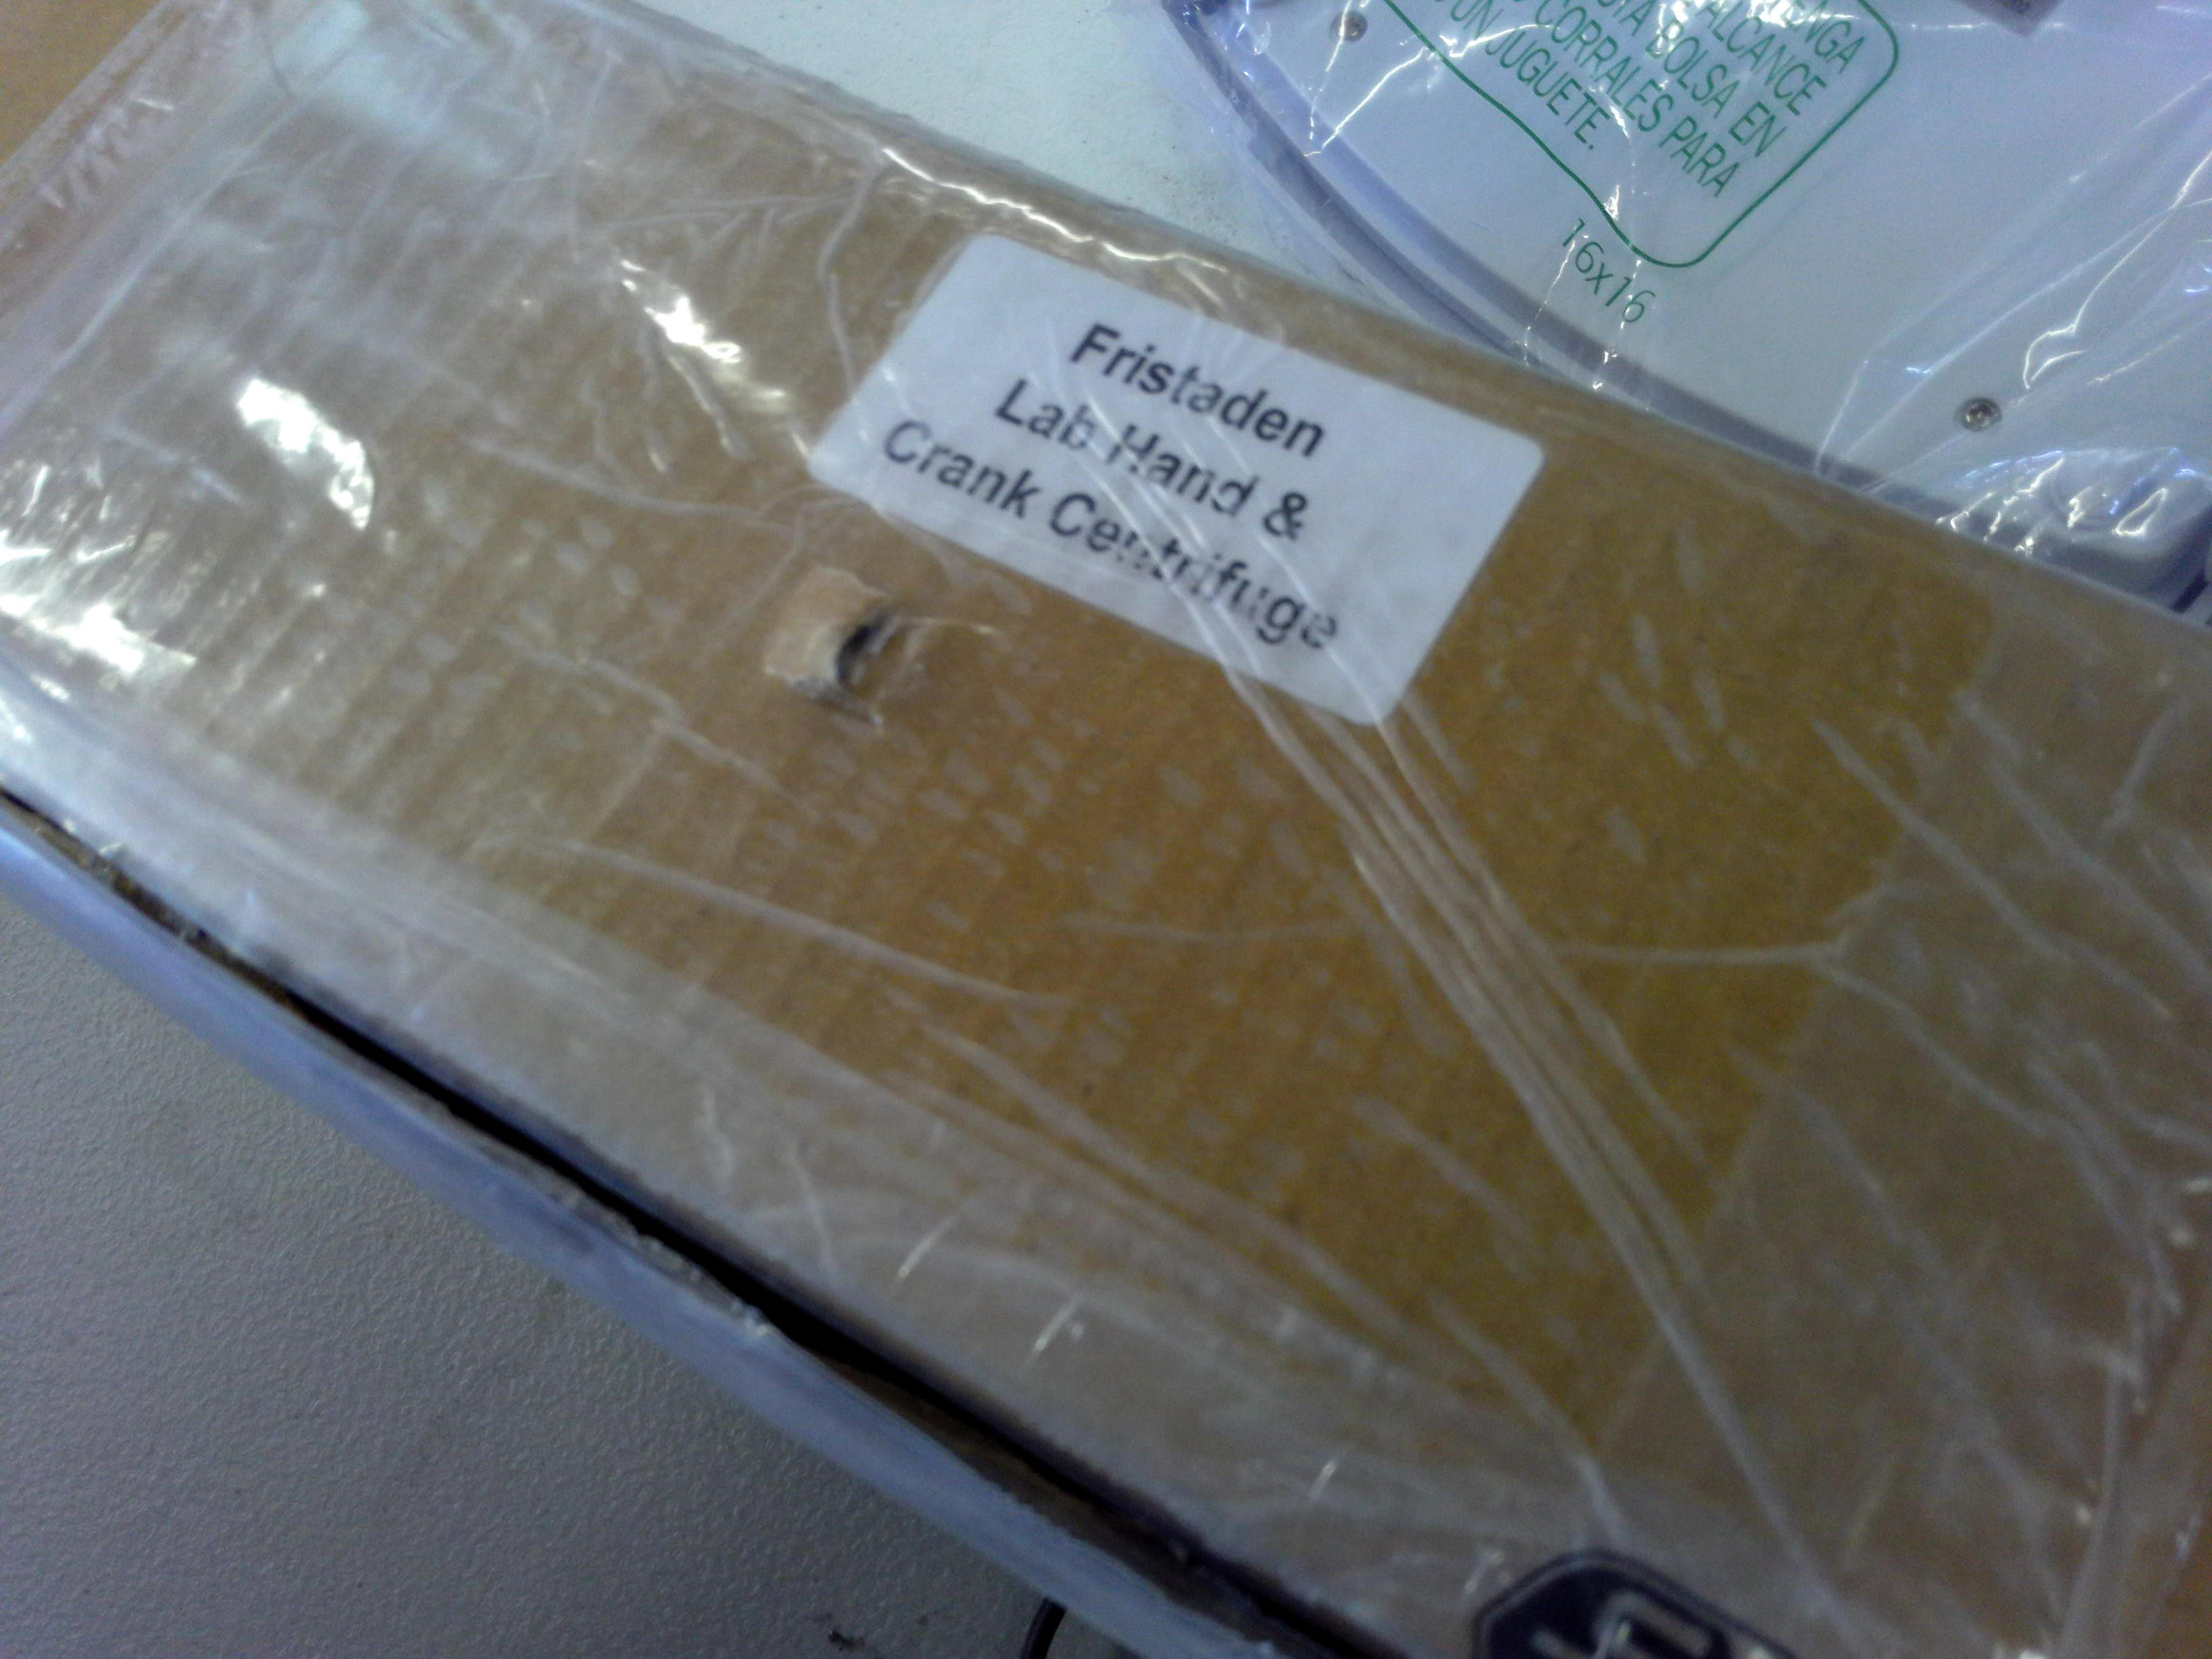 Fristaden
Lab Hand &
Crank Centrifuge
ALCANCE
BOLSA EN
CORRALES PARA
JUGUETE.
16x16